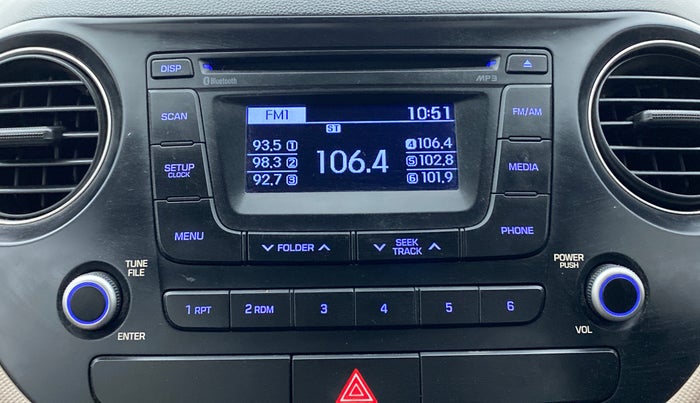 DISP
Bluetooth
MP3
SCAN
FM1
10:51
FM/AM
ST
93.5 1
4 106.4
SETUP
CLOCK
98.3 2
106.4
5 102.8
MEDIA
92.7 3
6 101.9
MENU
FOLDER
SEEK
TRACK
PHONE
TUNE
FILE
POWER
PUSH
1 RPT
2 RDM
3
4
5
6
ENTER
VOL